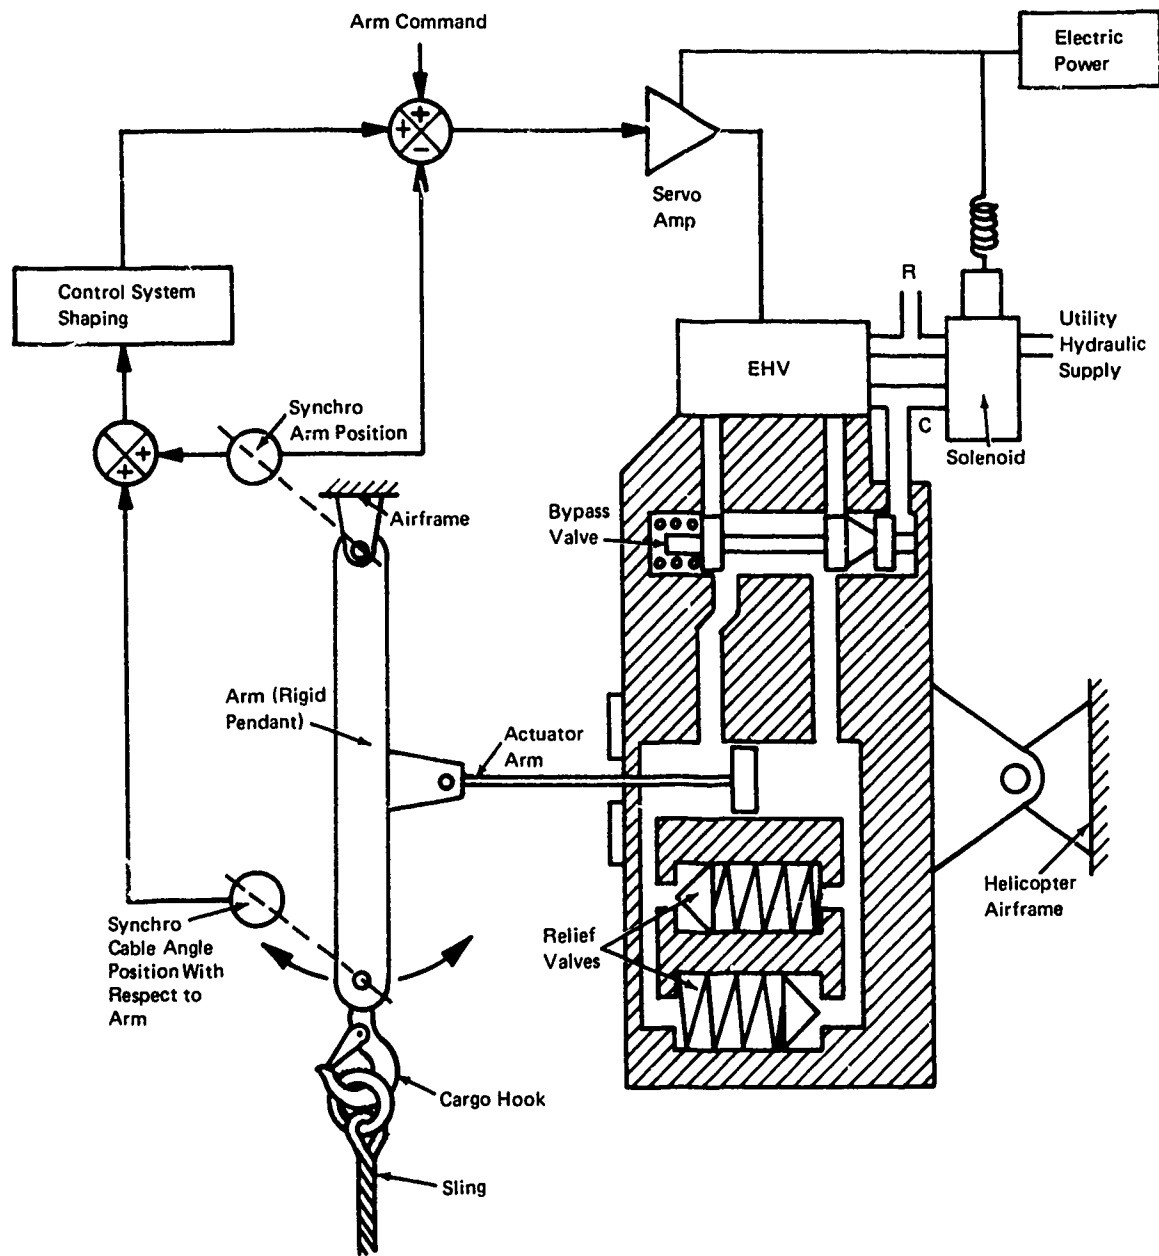 Arm Command
Electric
Power
Servo
Amp
Control System
Shaping
R
Utility
Hydraulic
Supply
EHV
C
Solenoid
Synchro
Arm Position
Airframe
Bypass
Valve
Arm (Rigid
Pendant)
Actuator
Arm
Synchro
Cable Angle
Position With
Respect to
Arm
Relief
Valves
Helicopter
Airframe
Cargo Hook
Sling